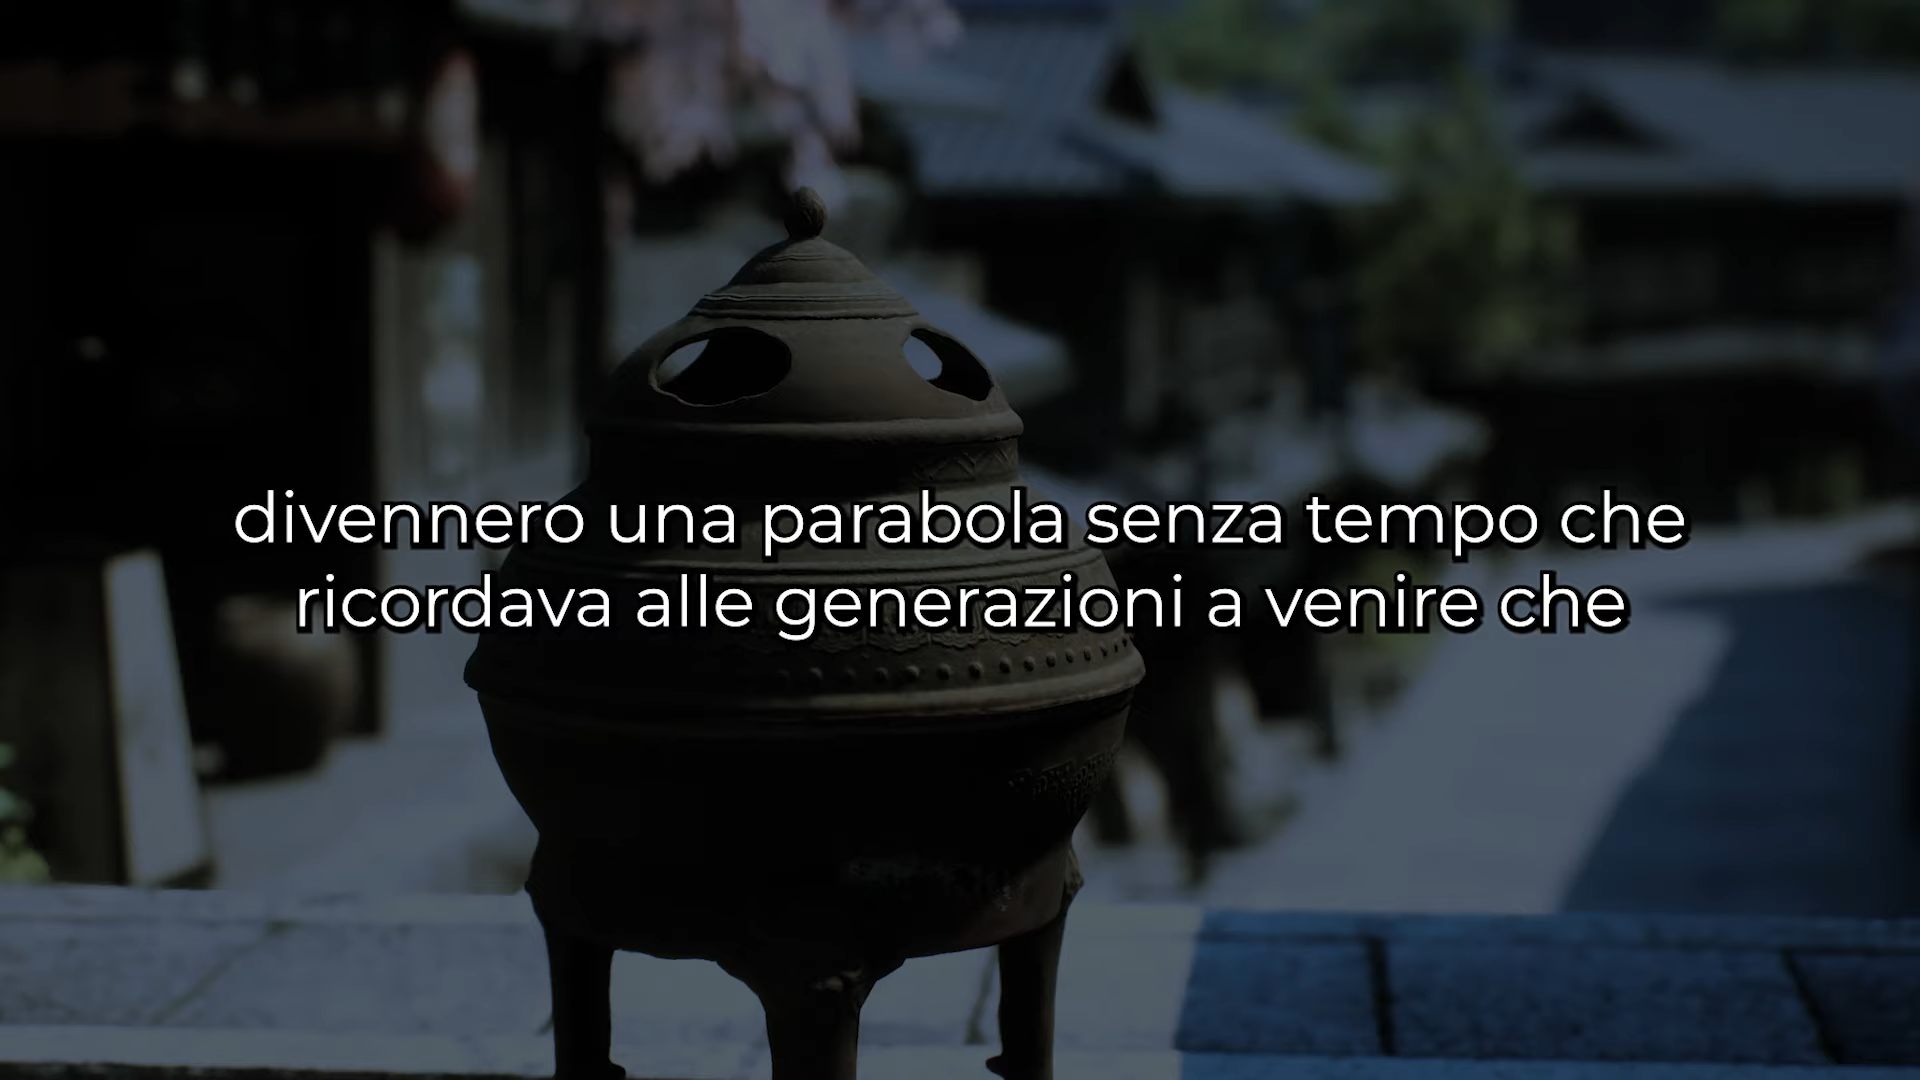 divennero una parabola senza tempo che
ricordava alle generazioni a venire che